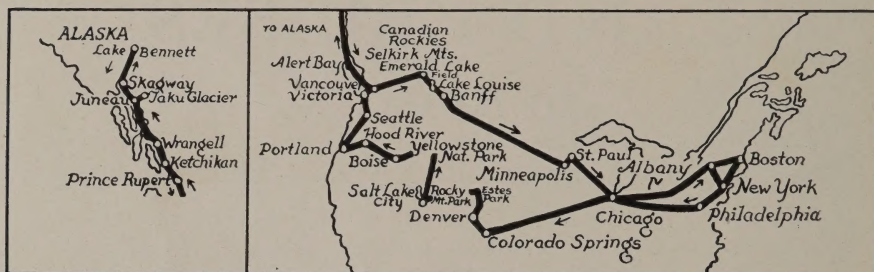 ALASKA
Lake Bennett
Skagway
Juneau Taku Glacier
Wrangell
Ketchikan
Prince Rupert
TO ALASKA
Canadian
Rockies
Selkirk Mts.
Emerald Lake
Field
Lake Louise
Banff
Alert Bay
Vancouver
Victoria
Seattle
Hood River
Portland
Boise
Yellowstone
Nat. Park
Salt Lake
City
Rocky
Mt. Park
Estes
Park
Denver
Colorado Springs
Minneapolis
St. Paul
Chicago
Albany
Boston
New York
Philadelphia